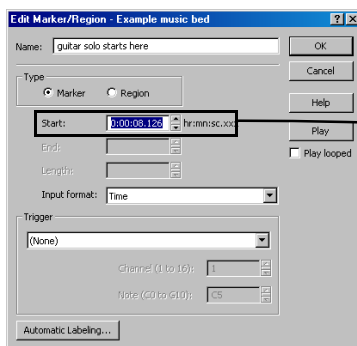 Edit Marker/Region - Example music bed
Name: guitar solo starts here
OK
Type
Cancel
Marker Region
Help
Start: 0:00:08.126 hr:mn:sc.xxx
Play
End:
Play looped
Length:
Input format: Time
Trigger
(None)
Channel (1 to 16): 1
Note (C0 to G10): C5
Automatic Labeling...